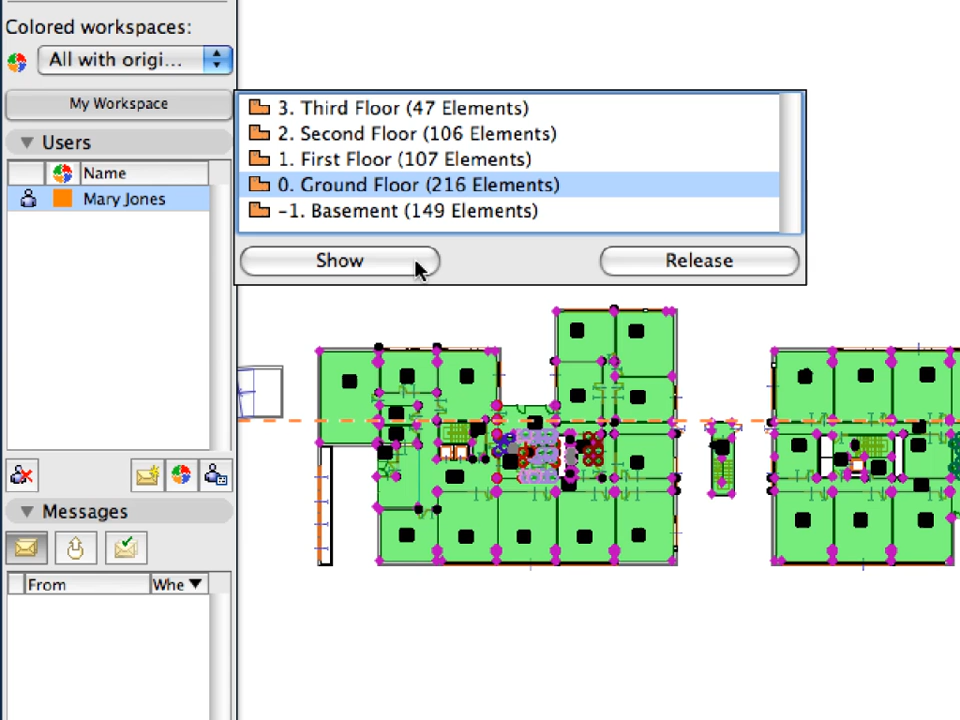 Colored workspaces:
All with origi...
My Workspace
3. Third Floor (47 Elements)
2. Second Floor (106 Elements)
1. First Floor (107 Elements)
0. Ground Floor (216 Elements)
-1. Basement (149 Elements)
Show
Release
Users
Name
Mary Jones
Messages
From
Whe